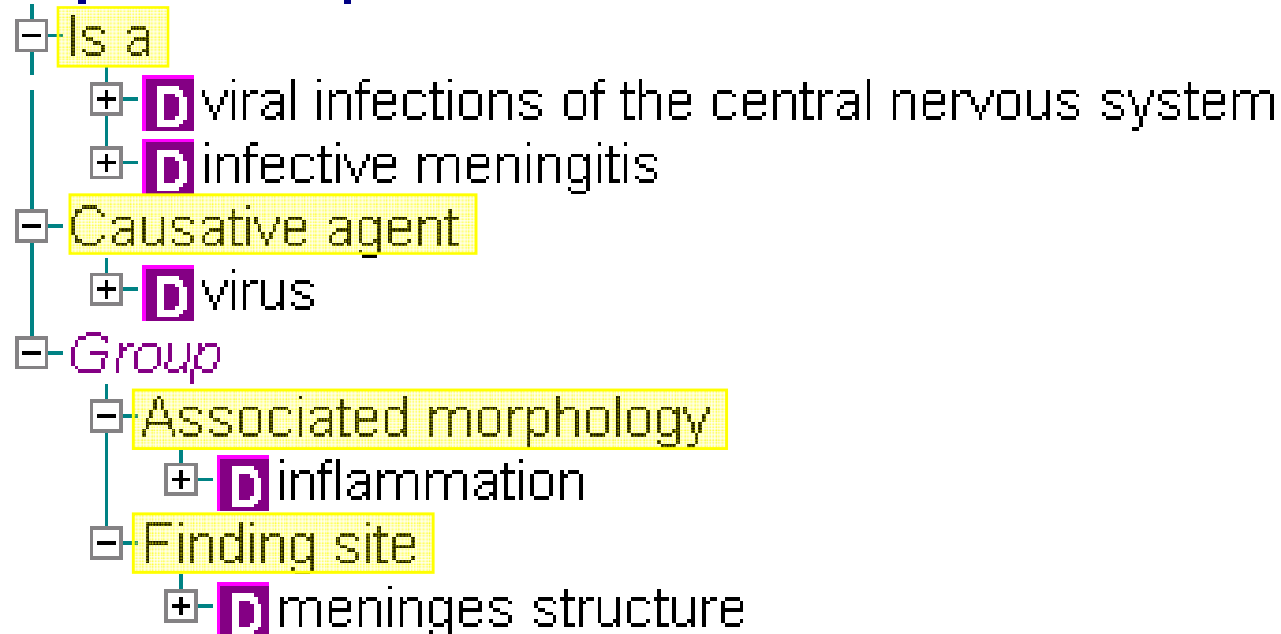 Is a
D viral infections of the central nervous system
D infective meningitis
Causative agent
D virus
Group
Associated morphology
D inflammation
Finding site
D meninges structure